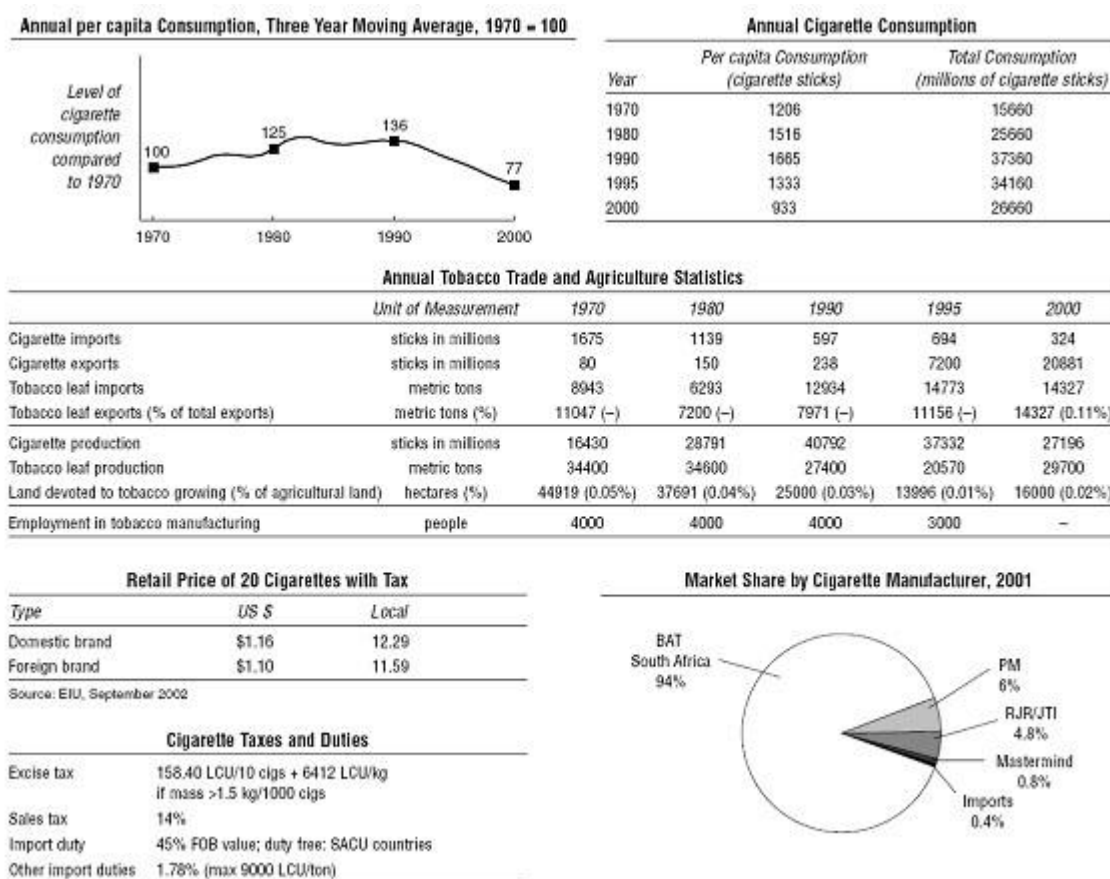 Annual per capita Consumption, Three Year Moving Average, 1970 = 100
Level of
cigarette
consumption
compared
to 1970
100
125
136
77
1970 1980 1990 2000
Annual Cigarette Consumption
Per capita Consumption Total Consumption
Year (cigarette sticks) (millions of cigarette sticks)
1970 1206 15660
1980 1516 25660
1990 1665 37360
1995 1333 34160
2000 933 26660
Annual Tobacco Trade and Agriculture Statistics
Unit of Measurement 1970 1980 1990 1995 2000
Cigarette imports sticks in millions 1675 1139 597 694 324
Cigarette exports sticks in millions 80 150 238 7200 20881
Tobacco leaf imports metric tons 8943 6293 12934 14773 14327
Tobacco leaf exports (% of total exports) metric tons (%) 11047 (–) 7200 (–) 7971 (–) 11156 (–) 14327 (0.11%)
Cigarette production sticks in millions 16430 28791 40792 37332 27196
Tobacco leaf production metric tons 34400 34600 27400 20570 29700
Land devoted to tobacco growing (% of agricultural land) hectares (%) 44919 (0.05%) 37691 (0.04%) 25000 (0.03%) 13996 (0.01%) 16000 (0.02%)
Employment in tobacco manufacturing people 4000 4000 4000 3000 –
Retail Price of 20 Cigarettes with Tax
Type US $ Local
Domestic brand $1.16 12.29
Foreign brand $1.10 11.59
Source: EIU, September 2002
Cigarette Taxes and Duties
Excise tax 158.40 LCU/10 cigs + 6412 LCU/kg
if mass >1.5 kg/1000 cigs
Sales tax 14%
Import duty 45% FOB value; duty free: SACU countries
Other import duties 1.78% (max 9000 LCU/ton)
Market Share by Cigarette Manufacturer, 2001
BAT
South Africa
94%
PM
6%
RJR/JTI
4.8%
Mastermind
0.8%
Imports
0.4%